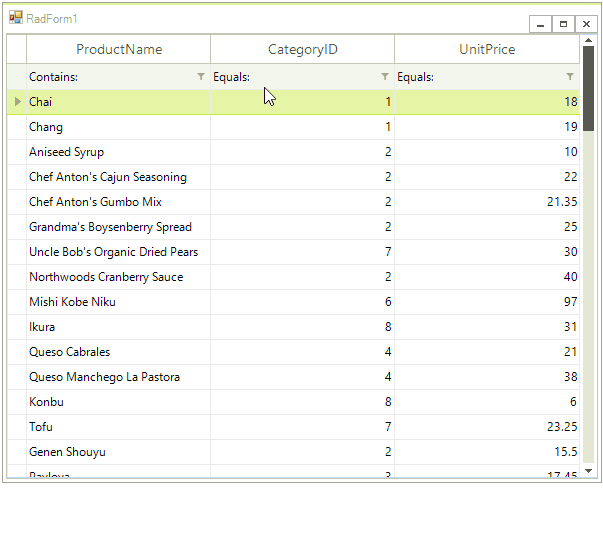 RadForm1
ProductName CategoryID UnitPrice
Contains: Equals: Equals:
Chai 1 18
Chang 1 19
Aniseed Syrup 2 10
Chef Anton's Cajun Seasoning 2 22
Chef Anton's Gumbo Mix 2 21.35
Grandma's Boysenberry Spread 2 25
Uncle Bob's Organic Dried Pears 7 30
Northwoods Cranberry Sauce 2 40
Mishi Kobe Niku 6 97
Ikura 8 31
Queso Cabrales 4 21
Queso Manchego La Pastora 4 38
Konbu 8 6
Tofu 7 23.25
Genen Shouyu 2 15.5
Pavlova 3 17.45